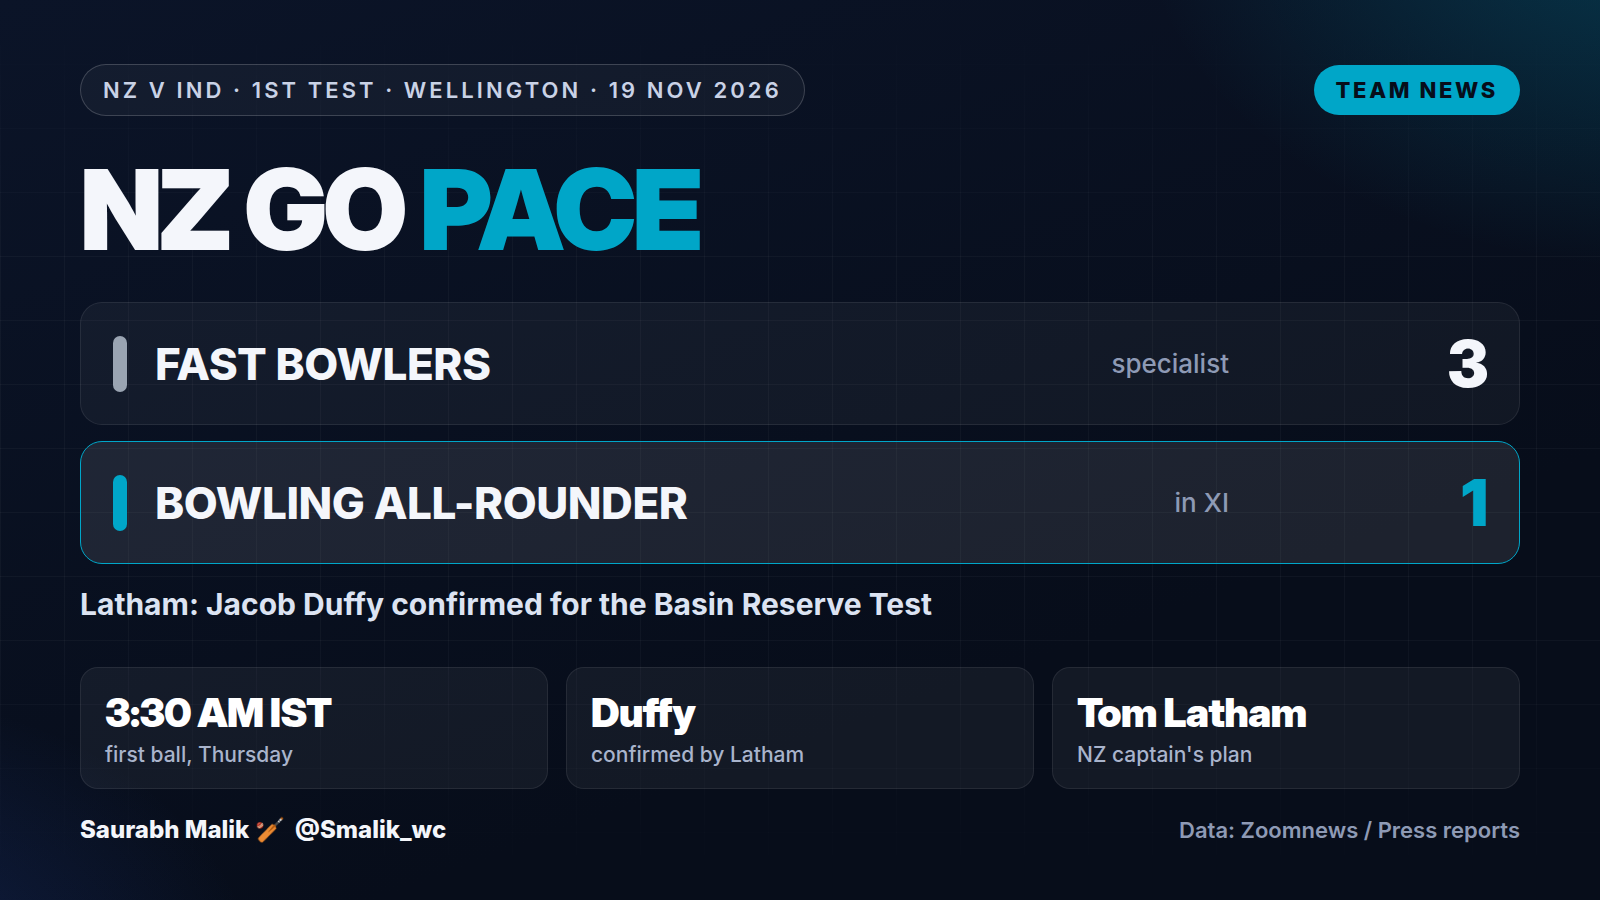 NZ V IND · 1ST TEST · WELLINGTON · 19 NOV 2026
TEAM NEWS
NZ GO PACE
FAST BOWLERS specialist 3
BOWLING ALL-ROUNDER in XI 1
Latham: Jacob Duffy confirmed for the Basin Reserve Test
3:30 AM IST
first ball, Thursday
Duffy
confirmed by Latham
Tom Latham
NZ captain's plan
Saurabh Malik 🏏 @Smalik_wc
Data: Zoomnews / Press reports